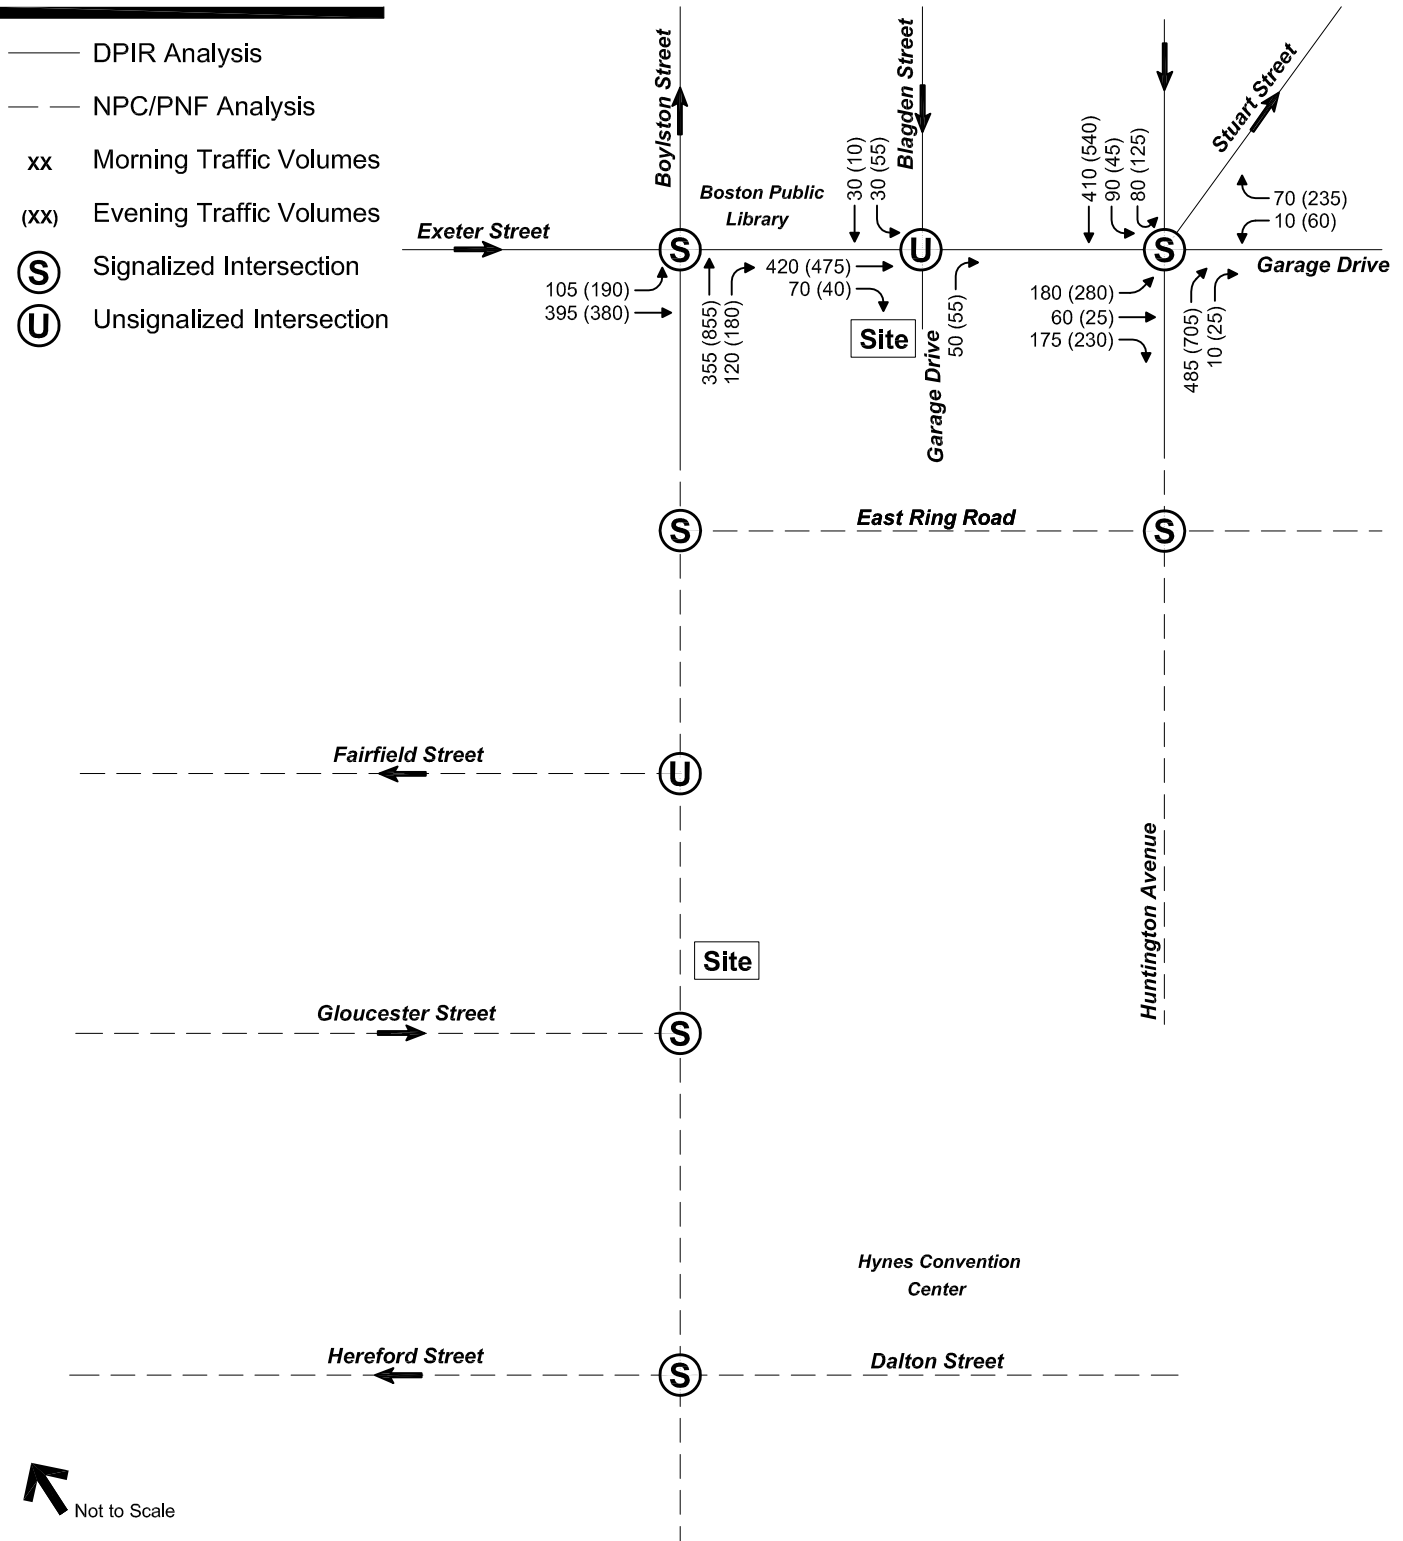 DPIR Analysis
NPC/PNF Analysis
XX Morning Traffic Volumes
(XX) Evening Traffic Volumes
S Signalized Intersection
U Unsignalized Intersection
Boylston Street
Blagden Street
Stuart Street
Boston Public
Library
30 (10)
30 (55)
410 (540)
90 (45)
80 (125)
70 (235)
10 (60)
Exeter Street
S
U
S
Garage Drive
105 (190)
395 (380)
355 (855)
120 (180)
420 (475)
70 (40)
Site
Garage Drive
50 (55)
180 (280)
60 (25)
175 (230)
485 (705)
10 (25)
S
East Ring Road
S
Fairfield Street
U
Huntington Avenue
Site
Gloucester Street
S
Hynes Convention
Center
Hereford Street
S
Dalton Street
Not to Scale